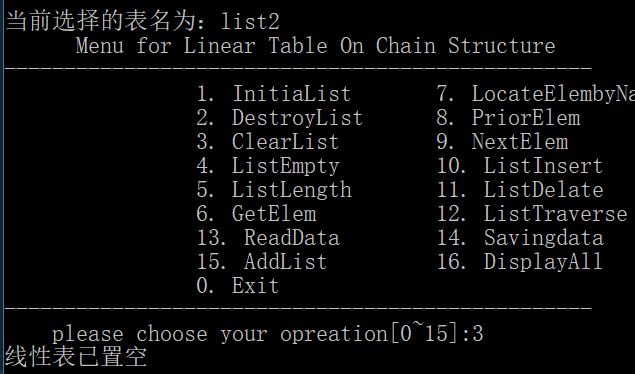 当前选择的表名为：list2
Menu for Linear Table On Chain Structure
-------------------------------------------------
1. InitiaList 7. LocateElembyNa
2. DestroyList 8. PriorElem
3. ClearList 9. NextElem
4. ListEmpty 10. ListInsert
5. ListLength 11. ListDelate
6. GetElem 12. ListTraverse
13. ReadData 14. Savingdata
15. AddList 16. DisplayAll
0. Exit
-------------------------------------------------
please choose your opreation[0~15]:3
线性表已置空